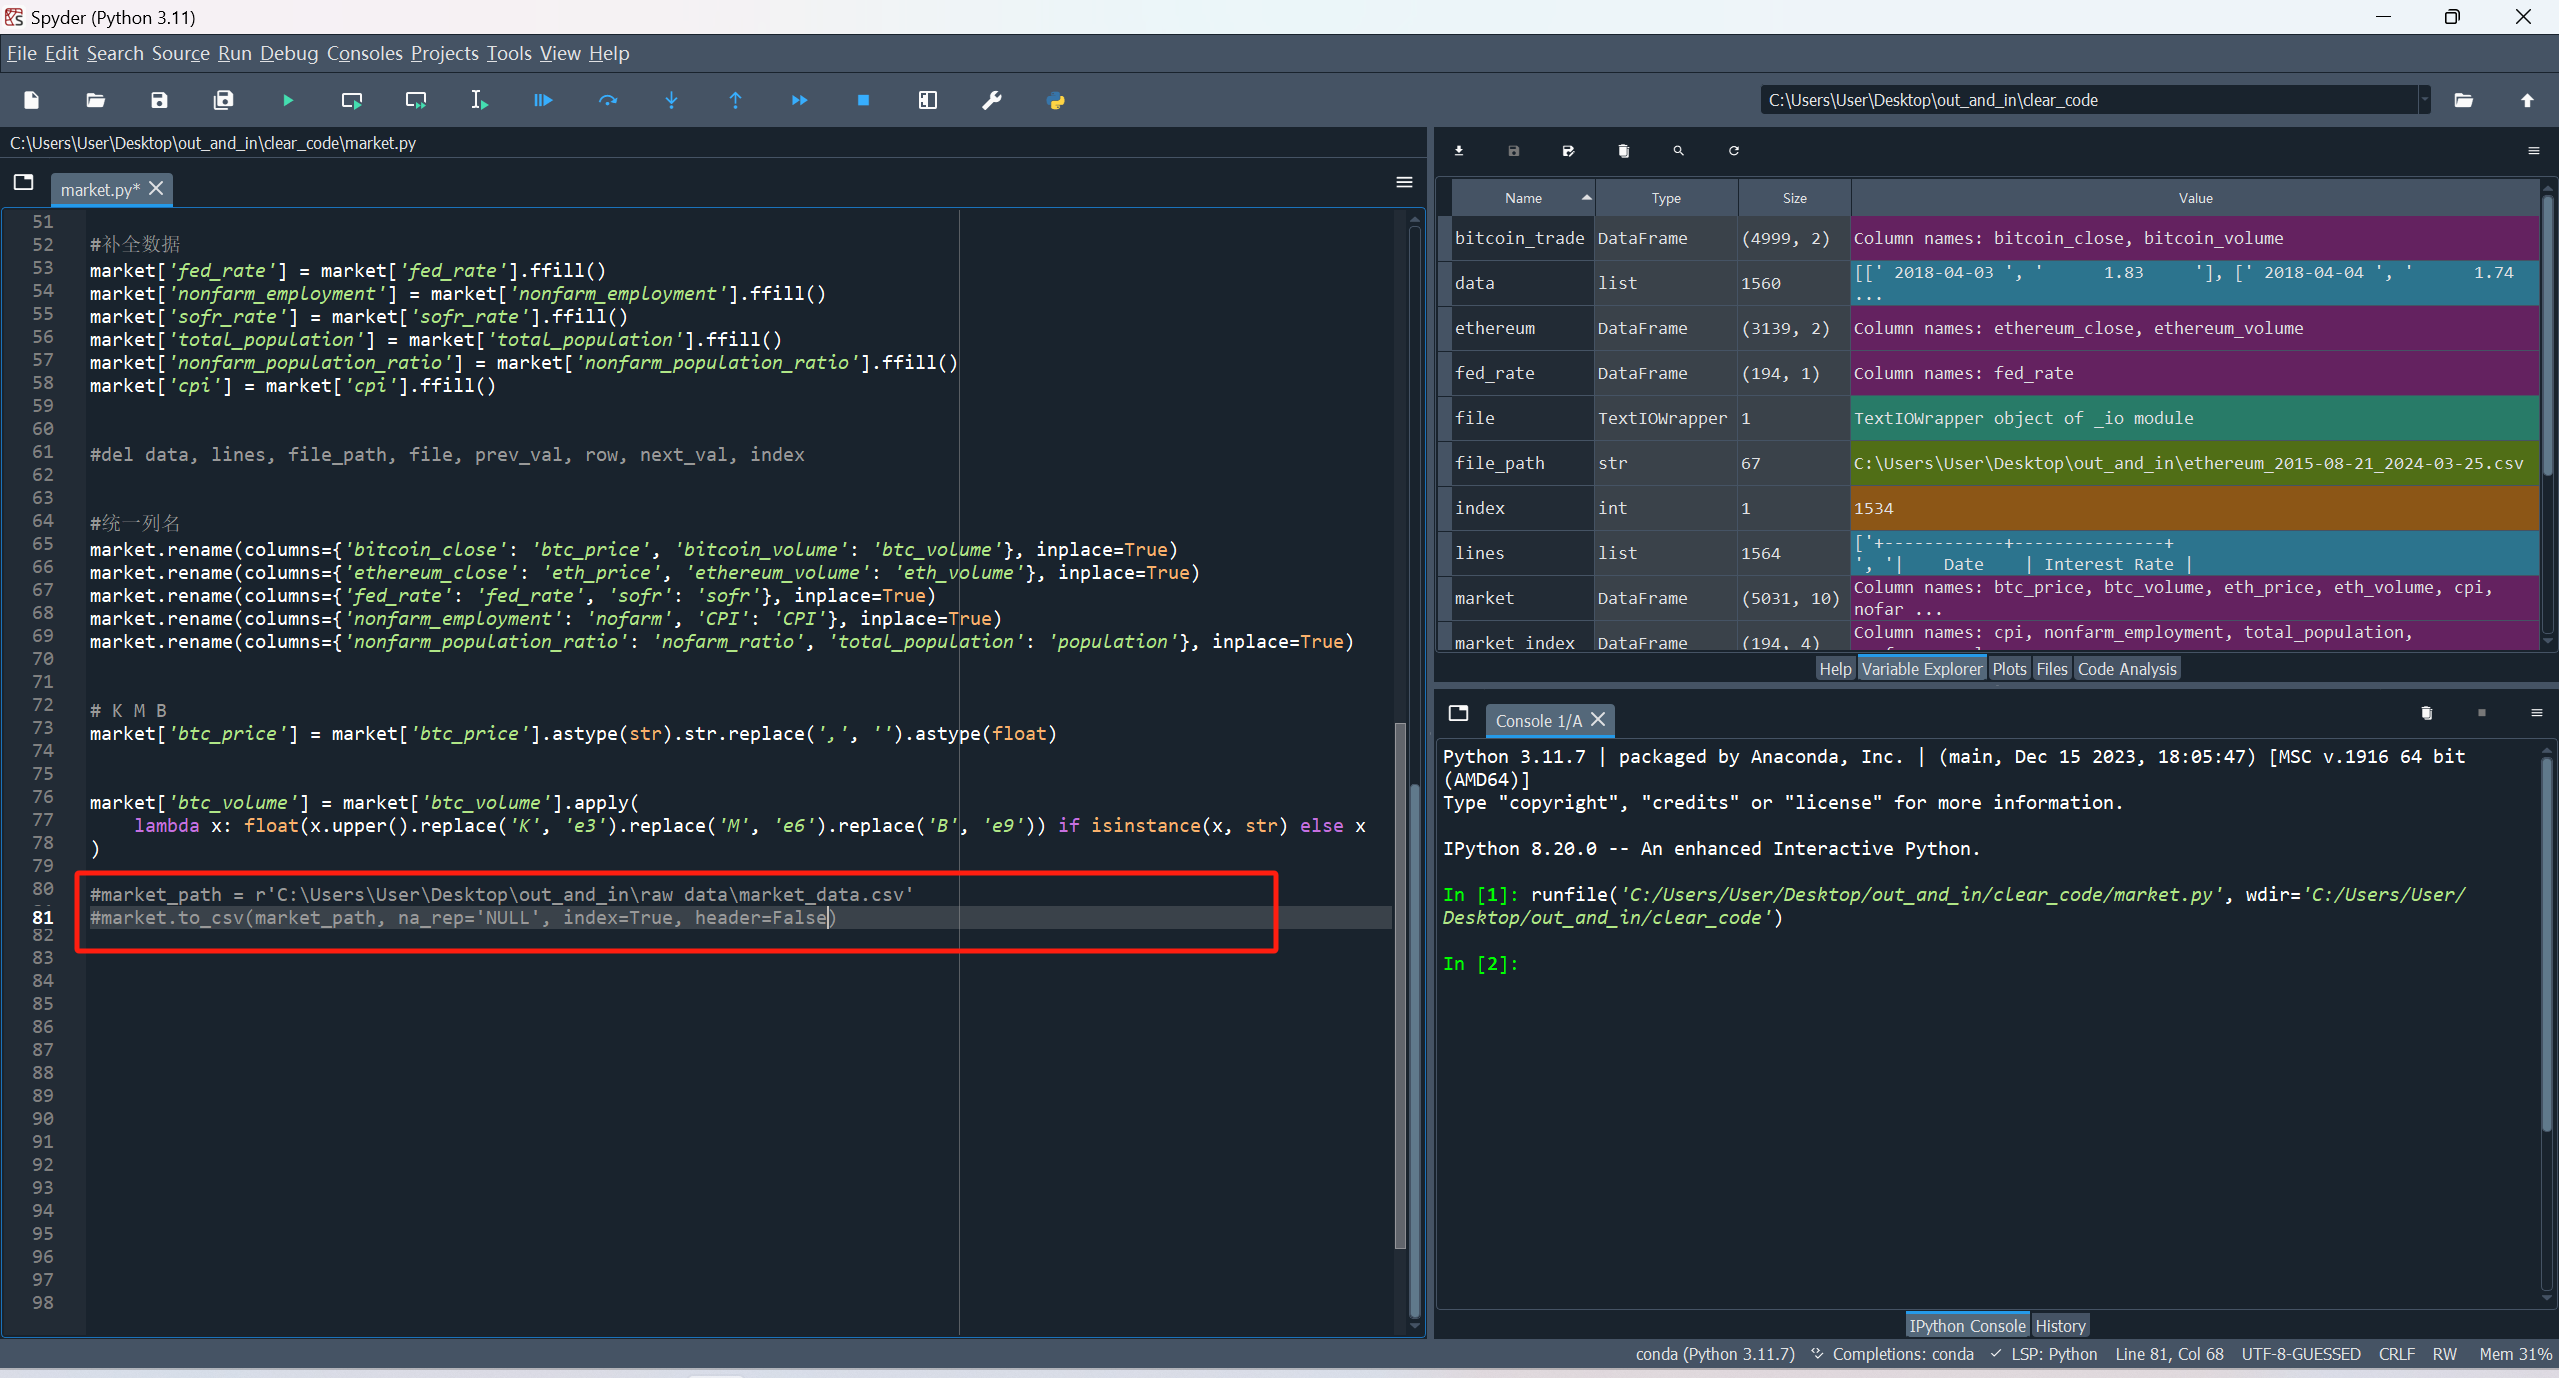 Spyder (Python 3.11)
File Edit Search Source Run Debug Consoles Projects Tools View Help
C:\Users\User\Desktop\out_and_in\clear_code
C:\Users\User\Desktop\out_and_in\clear_code\market.py
market.py*
51
52 #补全数据
53 market['fed_rate'] = market['fed_rate'].ffill()
54 market['nonfarm_employment'] = market['nonfarm_employment'].ffill()
55 market['sofr_rate'] = market['sofr_rate'].ffill()
56 market['total_population'] = market['total_population'].ffill()
57 market['nonfarm_population_ratio'] = market['nonfarm_population_ratio'].ffill()
58 market['cpi'] = market['cpi'].ffill()
59
60
61 #del data, lines, file_path, file, prev_val, row, next_val, index
62
63
64 #统一列名
65 market.rename(columns={'bitcoin_close': 'btc_price', 'bitcoin_volume': 'btc_volume'}, inplace=True)
66 market.rename(columns={'ethereum_close': 'eth_price', 'ethereum_volume': 'eth_volume'}, inplace=True)
67 market.rename(columns={'fed_rate': 'fed_rate', 'sofr': 'sofr'}, inplace=True)
68 market.rename(columns={'nonfarm_employment': 'nofarm', 'CPI': 'CPI'}, inplace=True)
69 market.rename(columns={'nonfarm_population_ratio': 'nofarm_ratio', 'total_population': 'population'}, inplace=True)
70
71
72 # K M B
73 market['btc_price'] = market['btc_price'].astype(str).str.replace(',', '').astype(float)
74
75
76 market['btc_volume'] = market['btc_volume'].apply(
77 lambda x: float(x.upper().replace('K', 'e3').replace('M', 'e6').replace('B', 'e9')) if isinstance(x, str) else x
78 )
79
80 #market_path = r'C:\Users\User\Desktop\out_and_in\raw data\market_data.csv'
81 #market.to_csv(market_path, na_rep='NULL', index=True, header=False)
82
83
84
85
86
87
88
89
90
91
92
93
94
95
96
97
98
Name Type Size Value
bitcoin_trade DataFrame (4999, 2) Column names: bitcoin_close, bitcoin_volume
data list 1560 [[' 2018-04-03 ', ' 1.83 '], [' 2018-04-04 ', ' 1.74
...
ethereum DataFrame (3139, 2) Column names: ethereum_close, ethereum_volume
fed_rate DataFrame (194, 1) Column names: fed_rate
file TextIOWrapper 1 TextIOWrapper object of _io module
file_path str 67 C:\Users\User\Desktop\out_and_in\ethereum_2015-08-21_2024-03-25.csv
index int 1 1534
lines list 1564 ['+------------+---------------+
', '| Date | Interest Rate |
market DataFrame (5031, 10) Column names: btc_price, btc_volume, eth_price, eth_volume, cpi,
nofar ...
market_index DataFrame (194, 4) Column names: cpi, nonfarm_employment, total_population,
Help Variable Explorer Plots Files Code Analysis
Console 1/A
Python 3.11.7 | packaged by Anaconda, Inc. | (main, Dec 15 2023, 18:05:47) [MSC v.1916 64 bit
(AMD64)]
Type "copyright", "credits" or "license" for more information.
IPython 8.20.0 -- An enhanced Interactive Python.
In [1]: runfile('C:/Users/User/Desktop/out_and_in/clear_code/market.py', wdir='C:/Users/User/
Desktop/out_and_in/clear_code')
In [2]:
IPython Console History
conda (Python 3.11.7) Completions: conda LSP: Python Line 81, Col 68 UTF-8-GUESSED CRLF RW Mem 31%